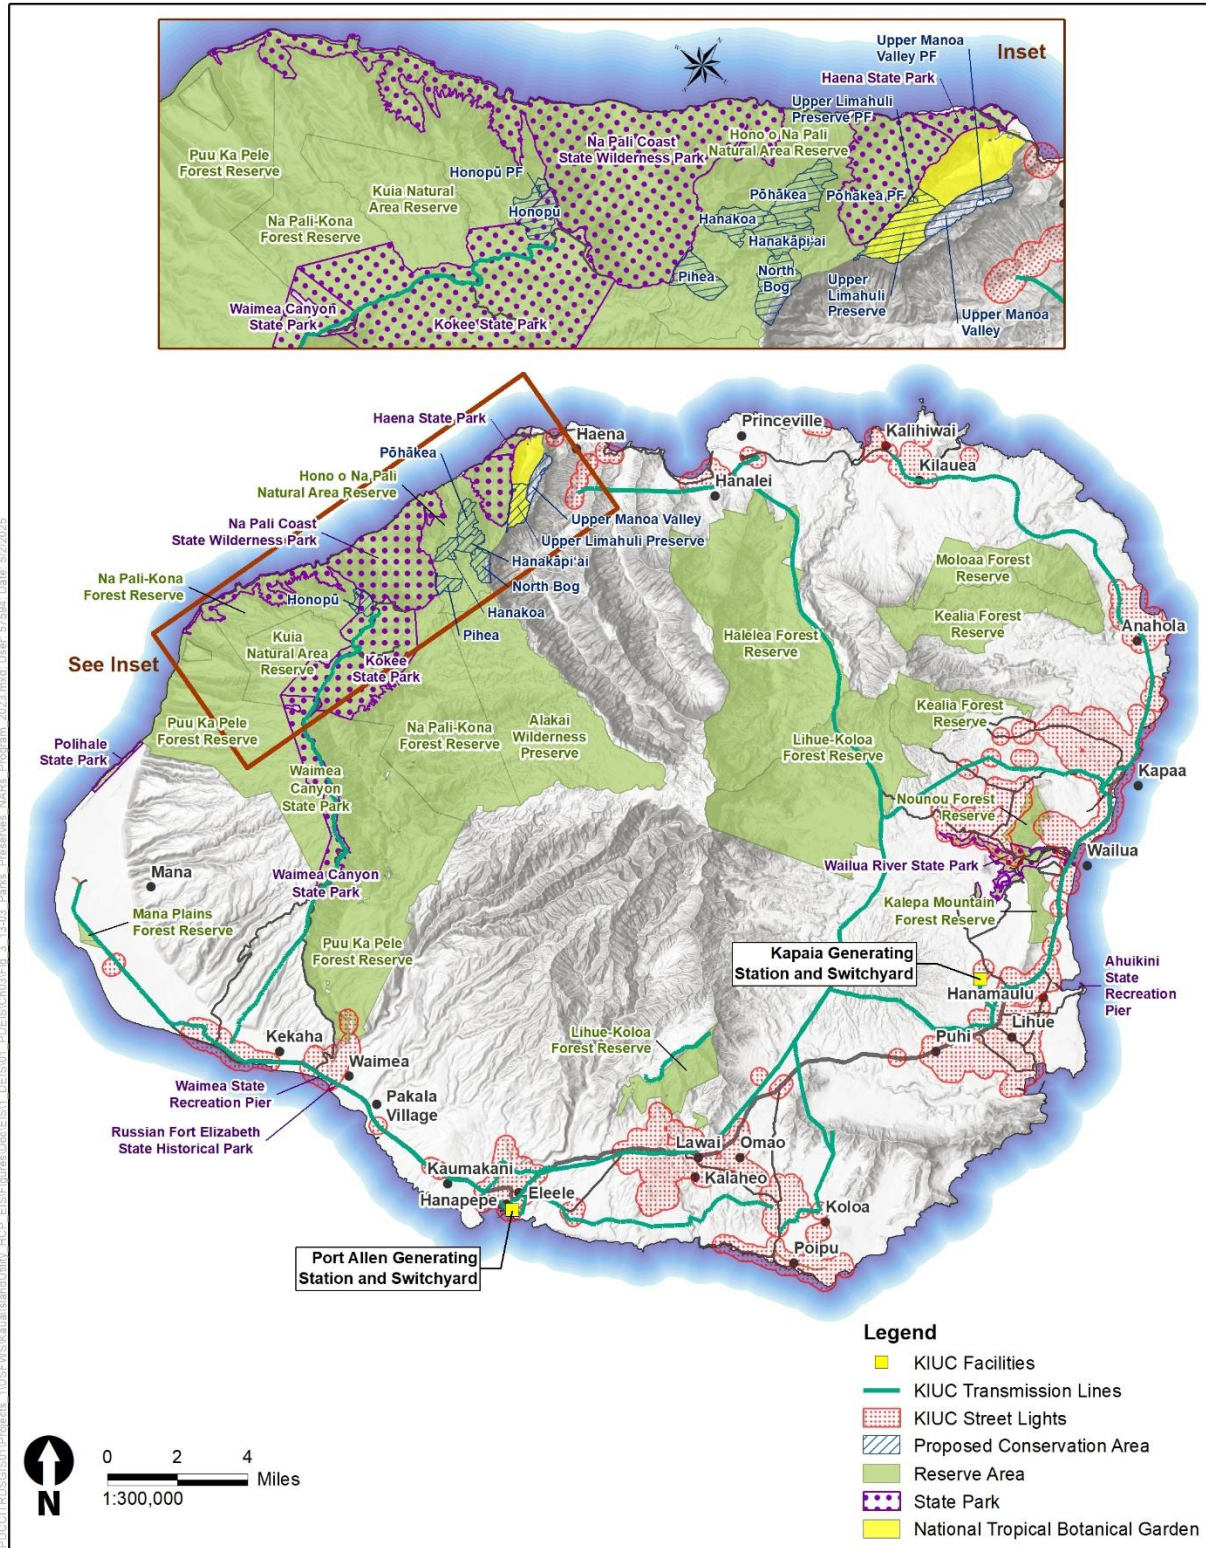 Inset
Upper Manoa
Valley PF
Haena State Park
Upper Limahuli
Preserve PF
Na Pali Coast
State Wilderness Park
Hono o Na Pali
Natural Area Reserve
Puu Ka Pele
Forest Reserve
Honopū PF
Kuia Natural
Area Reserve
Pōhākea
Pōhākea PF
Honopū
Hanakoa
Na Pali-Kona
Forest Reserve
Hanakāpiʻai
Pihea
North
Bog
Upper
Limahuli
Preserve
Waimea Canyon
State Park
Kokee State Park
Upper Manoa
Valley
Haena State Park
Haena
Princeville
Kalihiwai
Pōhākea
Kilauea
Hono o Na Pali
Natural Area Reserve
Hanalei
Na Pali Coast
State Wilderness Park
Upper Manoa Valley
Upper Limahuli Preserve
Hanakāpiʻai
Moloaa Forest
Reserve
Na Pali-Kona
Forest Reserve
North Bog
Honopū
Hanakoa
Kealia Forest
Reserve
Anahola
Kuia
Natural Area
Reserve
Pihea
Halelea Forest
Reserve
See Inset
Kokee
State Park
Kealia Forest
Reserve
Puu Ka Pele
Forest Reserve
Na Pali-Kona
Forest Reserve
Alakai
Wilderness
Preserve
Lihue-Koloa
Forest Reserve
Polihale
State Park
Waimea
Canyon
State Park
Kapaa
Nounou Forest
Reserve
Wailua
Wailua River State Park
Mana
Waimea Canyon
State Park
Kalepa Mountain
Forest Reserve
Mana Plains
Forest Reserve
Puu Ka Pele
Forest Reserve
Kapaia Generating
Station and Switchyard
Ahuikini
State
Recreation
Pier
Hanamaulu
Lihue-Koloa
Forest Reserve
Lihue
Puhi
Kekaha
Waimea
Waimea State
Recreation Pier
Pakala
Village
Russian Fort Elizabeth
State Historical Park
Lawai
Omao
Kaumakani
Kalaheo
Hanapepe
Eleele
Koloa
Port Allen Generating
Station and Switchyard
Poipu
Legend
KIUC Facilities
KIUC Transmission Lines
KIUC Street Lights
Proposed Conservation Area
Reserve Area
State Park
National Tropical Botanical Garden
N
0 2 4
Miles
1:300,000